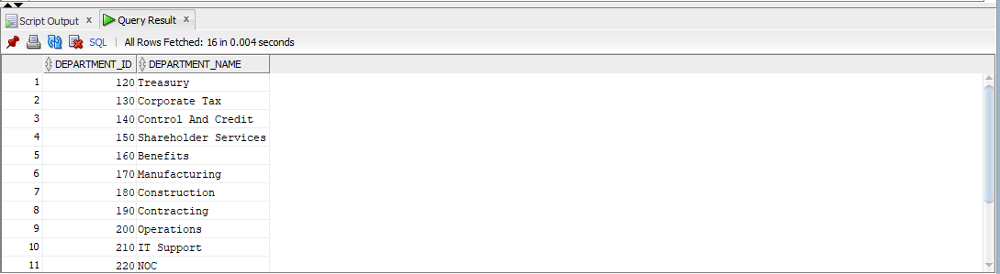 Script Output x Query Result x
SQL | All Rows Fetched: 16 in 0.004 seconds
DEPARTMENT_ID DEPARTMENT_NAME
1 120 Treasury
2 130 Corporate Tax
3 140 Control And Credit
4 150 Shareholder Services
5 160 Benefits
6 170 Manufacturing
7 180 Construction
8 190 Contracting
9 200 Operations
10 210 IT Support
11 220 NOC